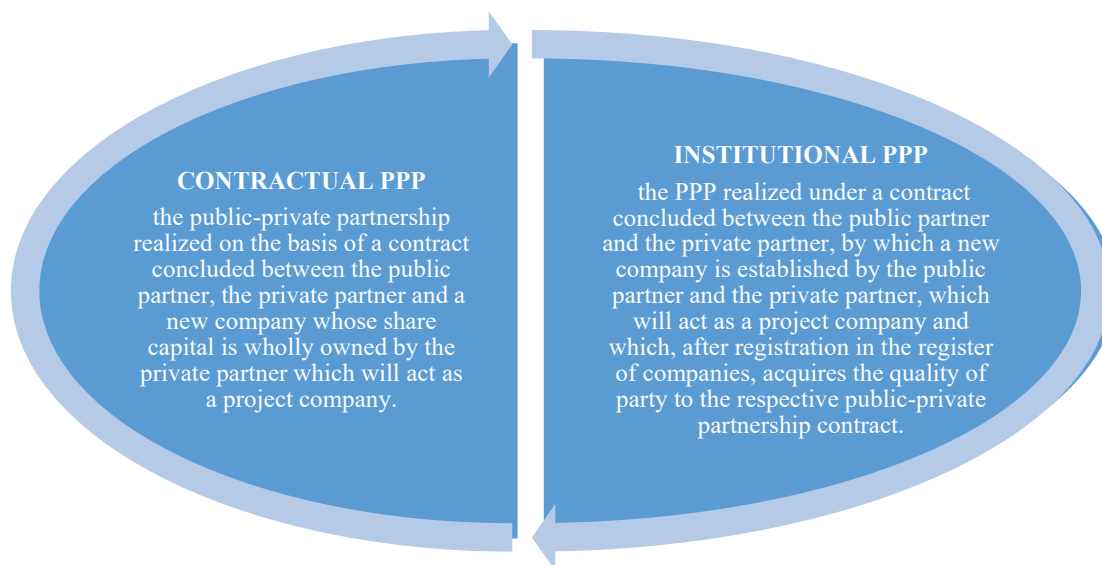 CONTRACTUAL PPP
the public-private partnership
realized on the basis of a contract
concluded between the public
partner, the private partner and a
new company whose share
capital is wholly owned by the
private partner which will act as
a project company.
INSTITUTIONAL PPP
the PPP realized under a contract
concluded between the public partner
and the private partner, by which a new
company is established by the public
partner and the private partner, which
will act as a project company and
which, after registration in the register
of companies, acquires the quality of
party to the respective public-private
partnership contract.